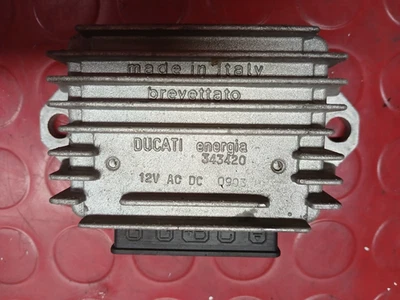 made in Italy
brevettato
DUCATI energia
343420
12V AC DC 0903